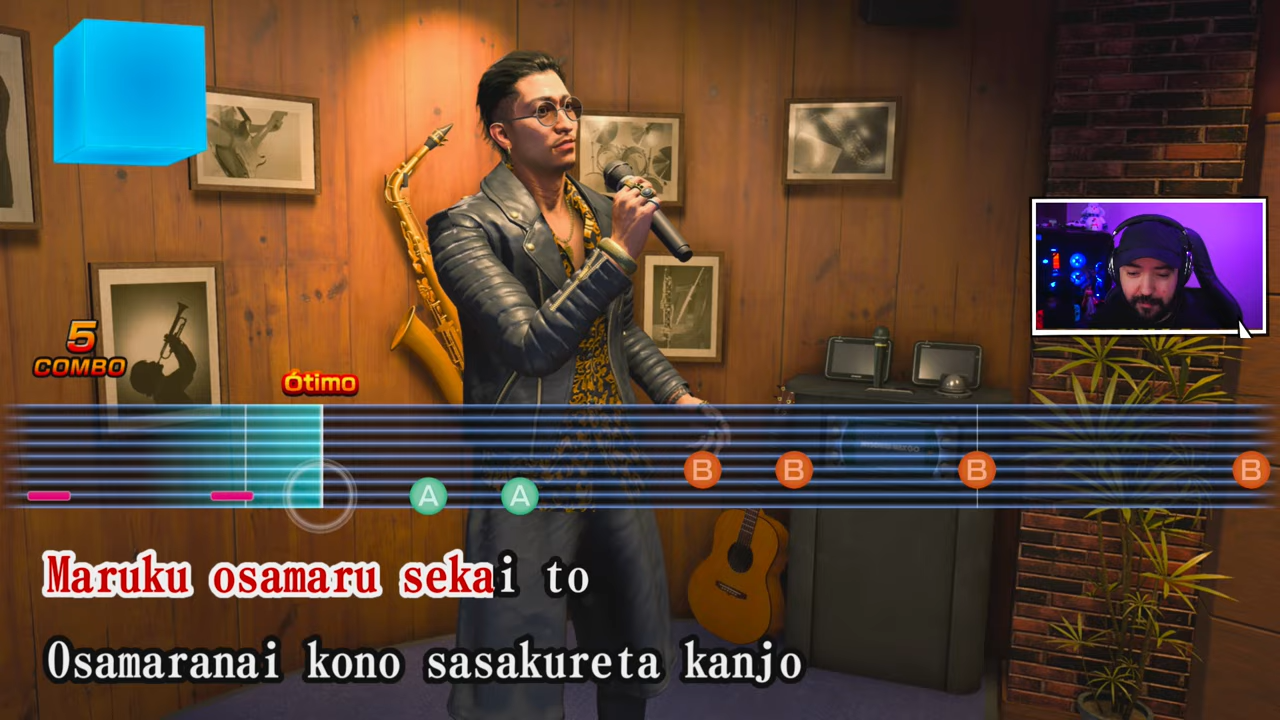 5
COMBO
Ótimo
B B B B
A A
Maruku osamaru sekai to
Osamaranai kono sasakureta kanjo